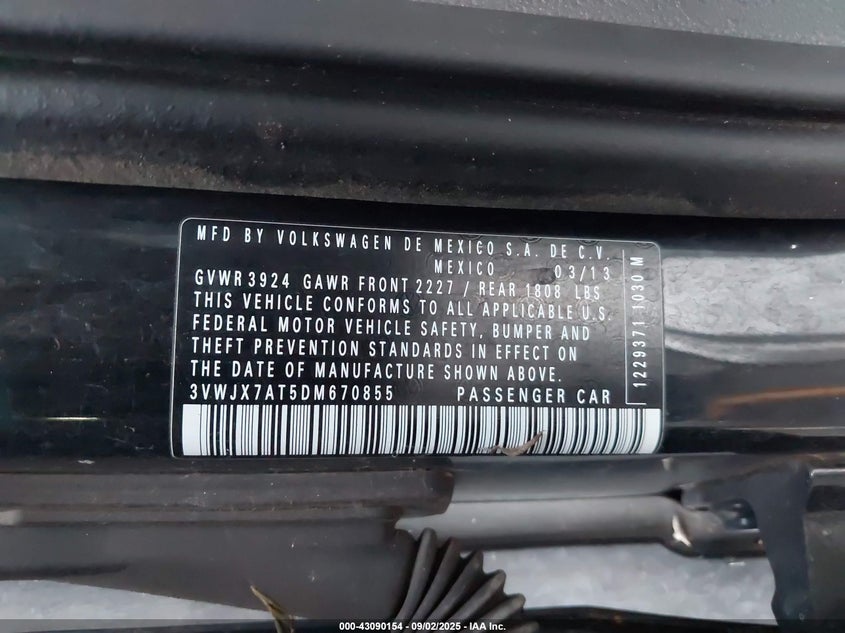 MFD BY VOLKSWAGEN DE MEXICO S.A. DE C.V.
MEXICO 03/13
GVWR 3924 GAWR FRONT 2227 / REAR 1808 LBS
THIS VEHICLE CONFORMS TO ALL APPLICABLE U.S.
FEDERAL MOTOR VEHICLE SAFETY, BUMPER AND
THEFT PREVENTION STANDARDS IN EFFECT ON
THE DATE OF MANUFACTURE SHOWN ABOVE.
3VWJX7AT5DM670855 PASSENGER CAR
1229371 1030 M
000-43090154 - 09/02/2025 - IAA Inc.